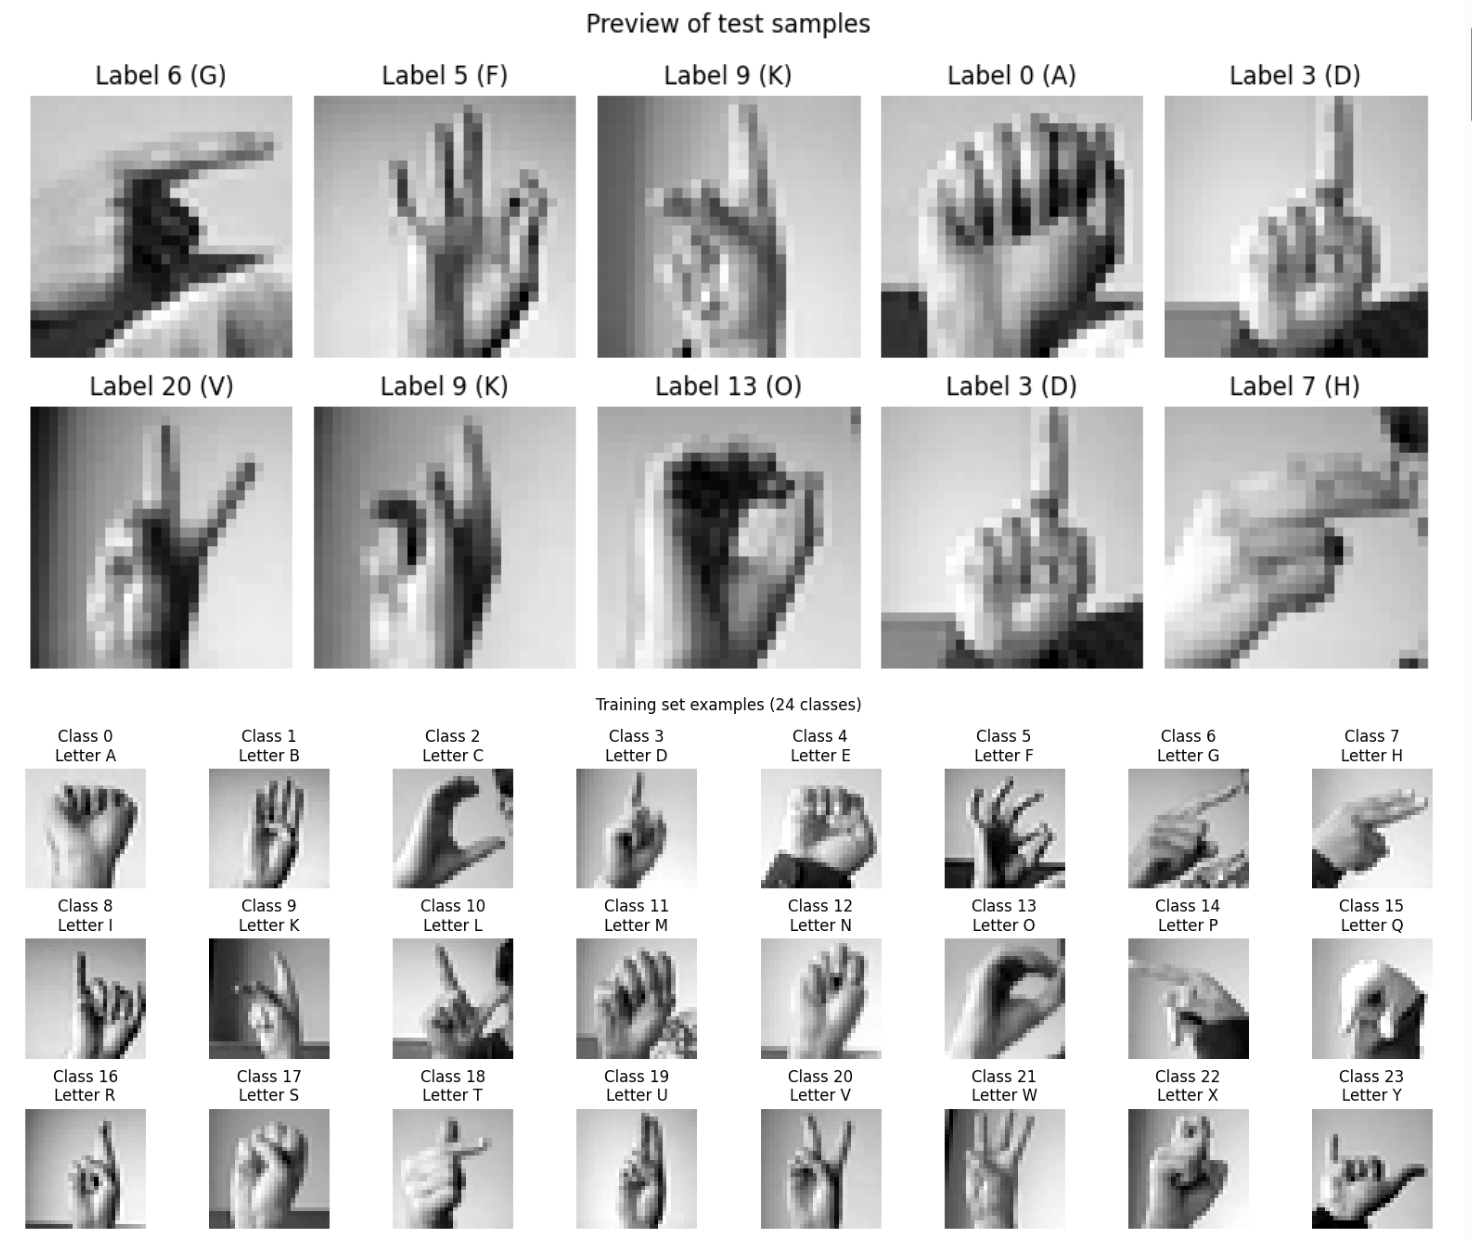 Preview of test samples
Label 6 (G) Label 5 (F) Label 9 (K) Label 0 (A) Label 3 (D)
Label 20 (V) Label 9 (K) Label 13 (O) Label 3 (D) Label 7 (H)
Training set examples (24 classes)
Class 0 Class 1 Class 2 Class 3 Class 4 Class 5 Class 6 Class 7
Letter A Letter B Letter C Letter D Letter E Letter F Letter G Letter H
Class 8 Class 9 Class 10 Class 11 Class 12 Class 13 Class 14 Class 15
Letter I Letter K Letter L Letter M Letter N Letter O Letter P Letter Q
Class 16 Class 17 Class 18 Class 19 Class 20 Class 21 Class 22 Class 23
Letter R Letter S Letter T Letter U Letter V Letter W Letter X Letter Y